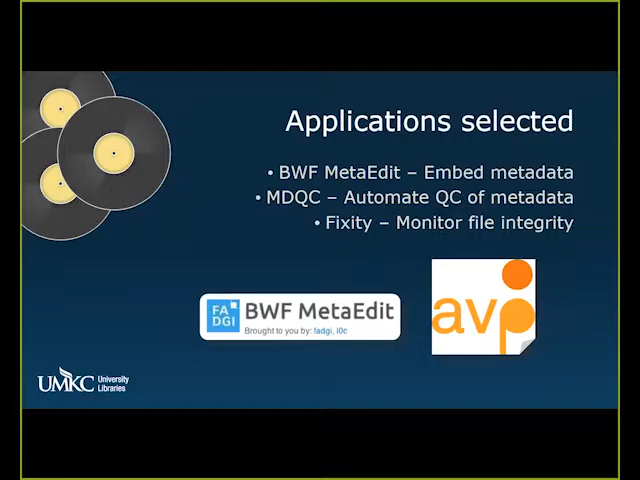 Applications selected
• BWF MetaEdit – Embed metadata
• MDQC – Automate QC of metadata
• Fixity – Monitor file integrity
FADGI
BWF MetaEdit
Brought to you by: fadgi, l0c
avp
UMKC University Libraries